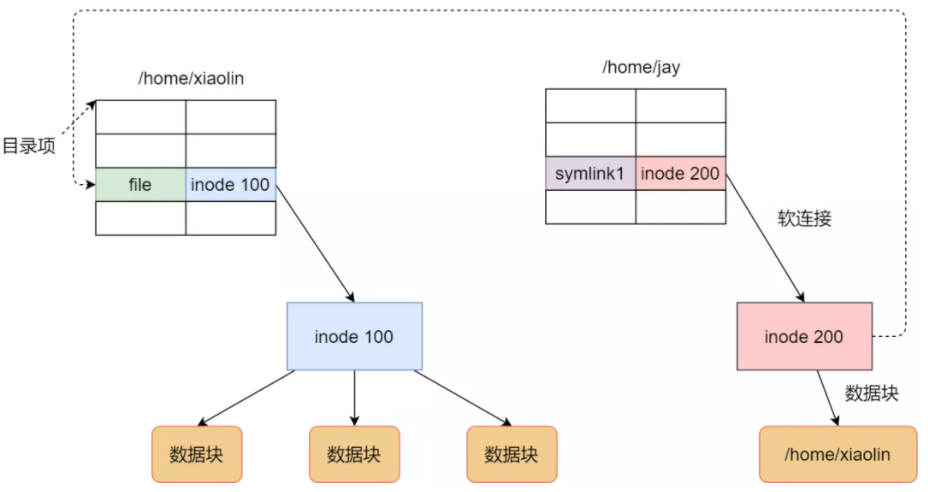 /home/xiaolin
/home/jay
目录项
file
inode 100
symlink1
inode 200
软连接
inode 100
inode 200
数据块
数据块
数据块
数据块
/home/xiaolin